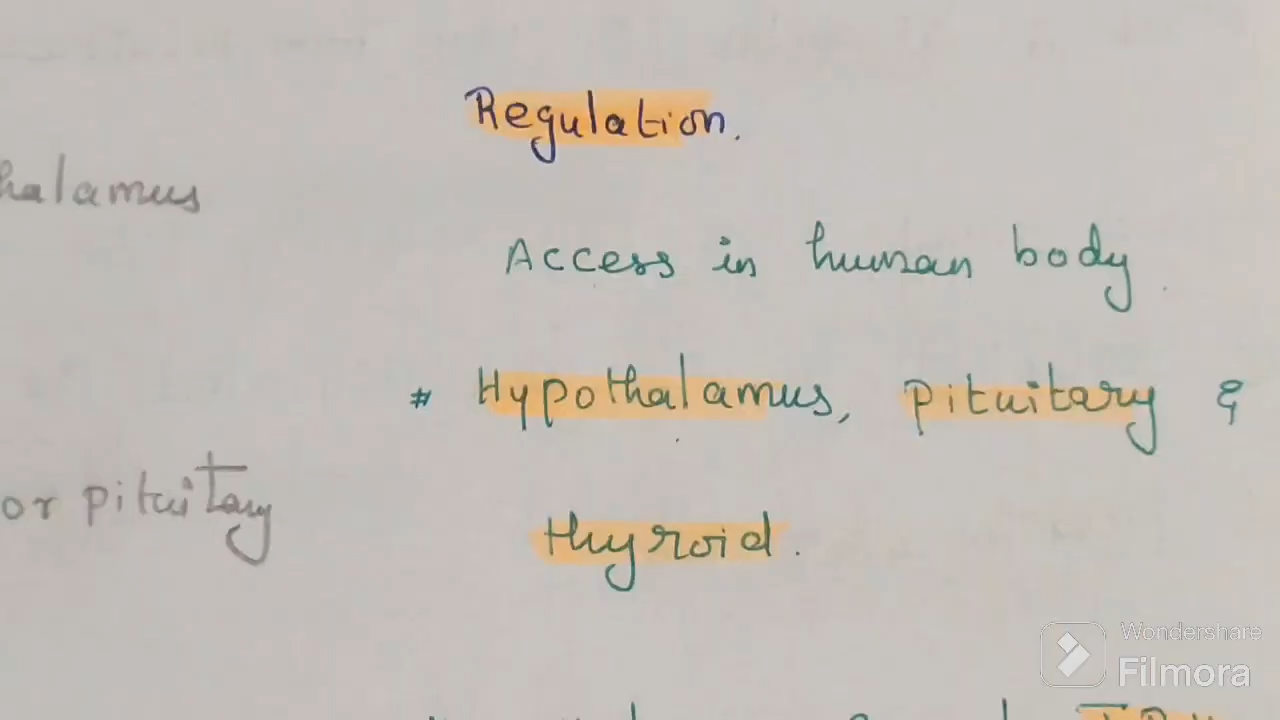 Regulation.
halamus
Access in human body
# Hypothalamus, pituitary &
or pituitary
thyroid.
Wondershare
Filmora